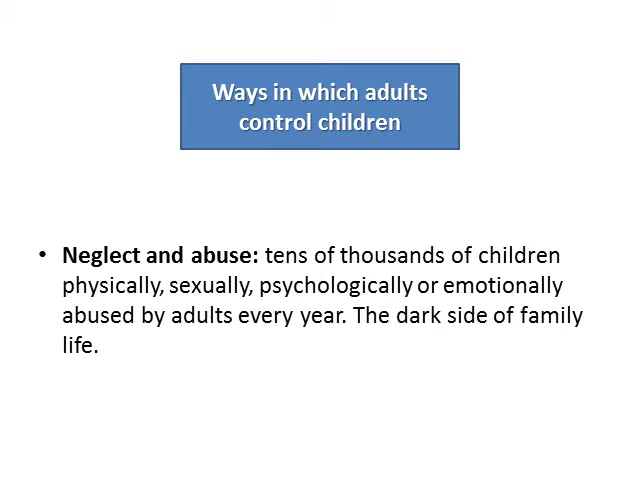 Ways in which adults
control children
• Neglect and abuse: tens of thousands of children
physically, sexually, psychologically or emotionally
abused by adults every year. The dark side of family
life.